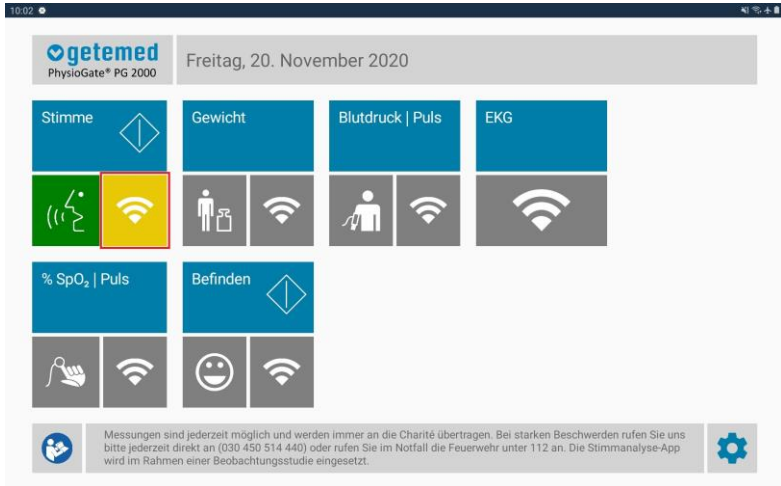 10:02
getemed
PhysioGate® PG 2000
Freitag, 20. November 2020
Stimme
Gewicht
Blutdruck | Puls
EKG
% SpO₂ | Puls
Befinden
Messungen sind jederzeit möglich und werden immer an die Charité übertragen. Bei starken Beschwerden rufen Sie uns
bitte jederzeit direkt an (030 450 514 440) oder rufen Sie im Notfall die Feuerwehr unter 112 an. Die Stimmanalyse-App
wird im Rahmen einer Beobachtungsstudie eingesetzt.